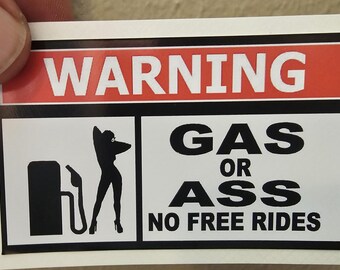 WARNING
GAS
OR
ASS
NO FREE RIDES